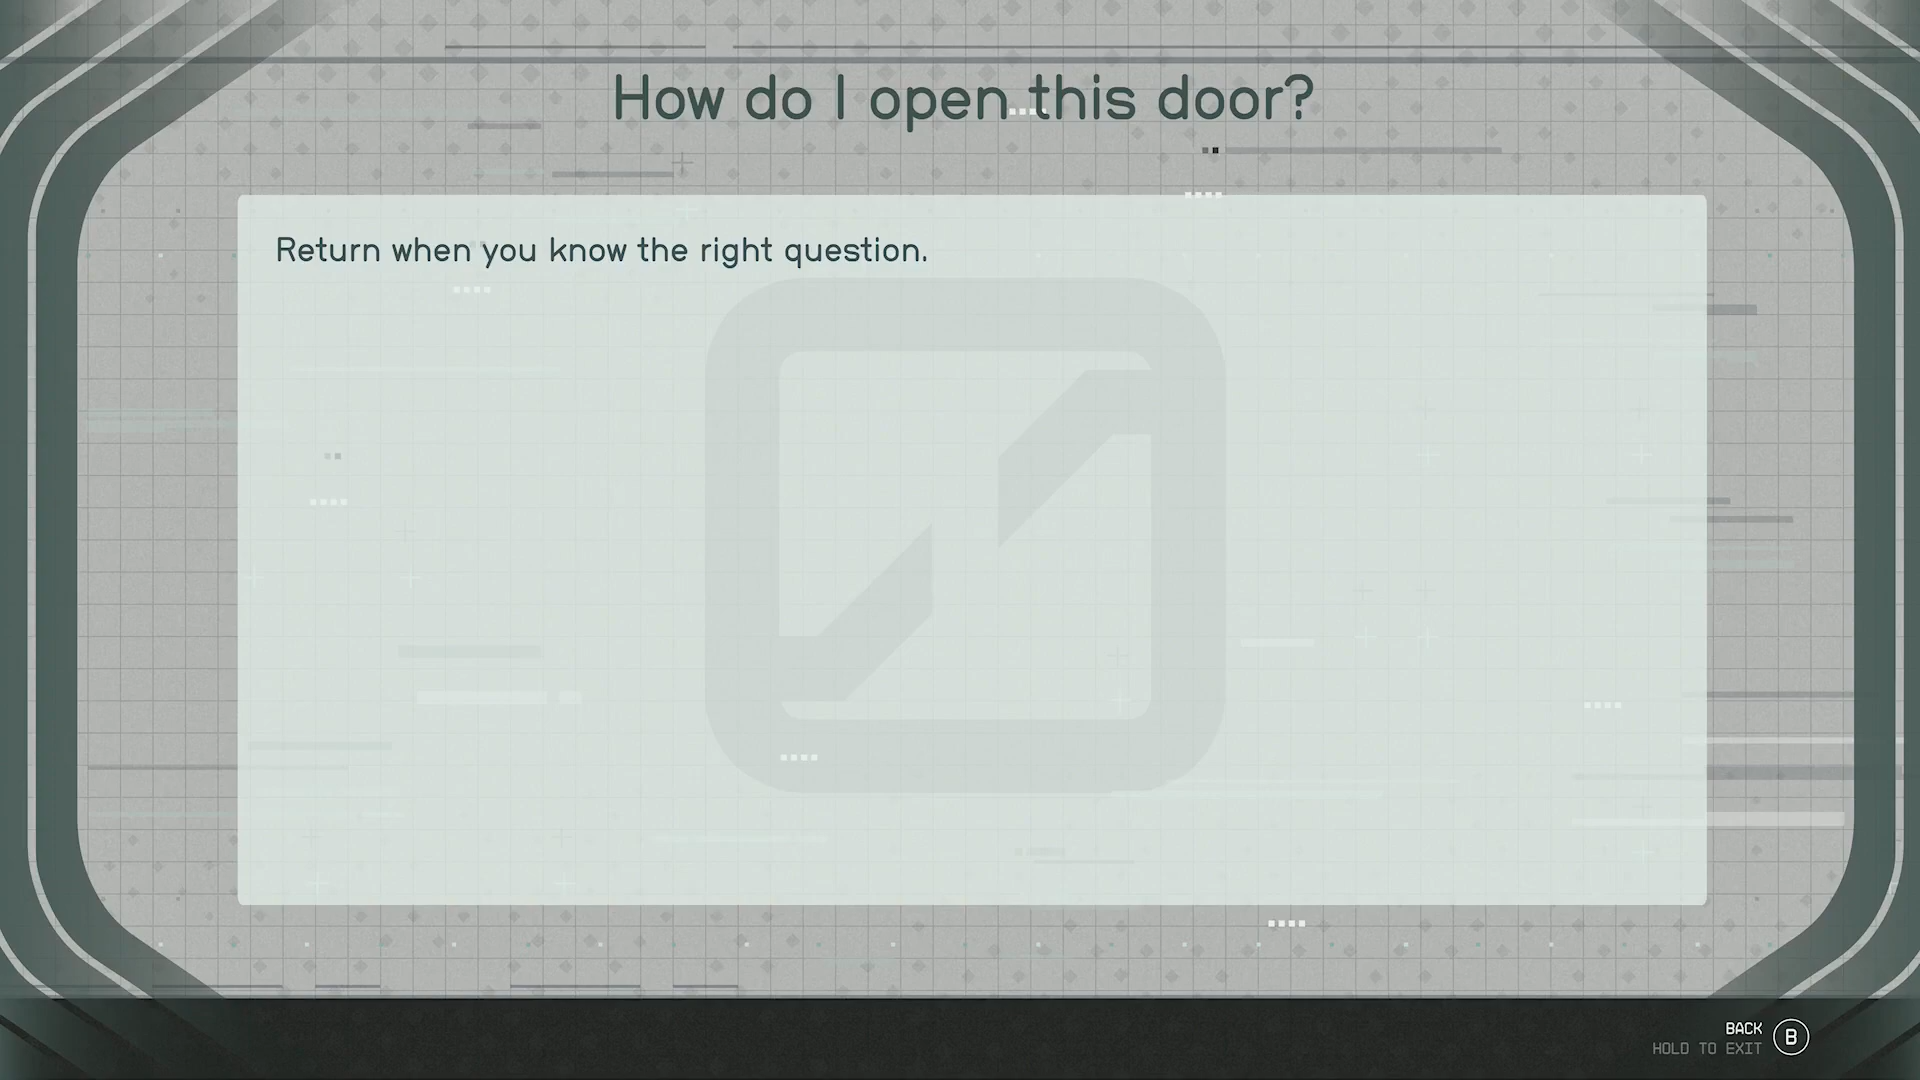 How do I open this door?
Return when you know the right question.
BACK
HOLD TO EXIT
B